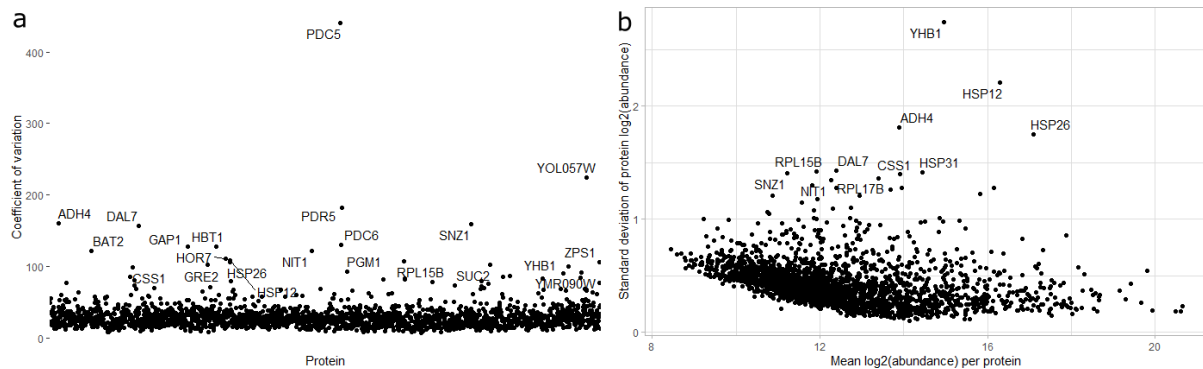 a
PDC5
400
300
YOL057W
200
ADH4
DAL7
PDR5
SNZ1
BAT2
GAP1
HBT1
PDC6
ZPS1
HOR7
NIT1
PGM1
YHB1
100
CSS1
GRE2
HSP26
RPL15B
SUC2
HSP12
YMR090W
0
Coefficient of variation
Protein
b
YHB1
HSP12
2
ADH4
HSP26
RPL15B
DAL7
CSS1
HSP31
SNZ1
NIT1
RPL17B
1
0
8
12
16
20
Standard deviation of protein log2(abundance)
Mean log2(abundance) per protein